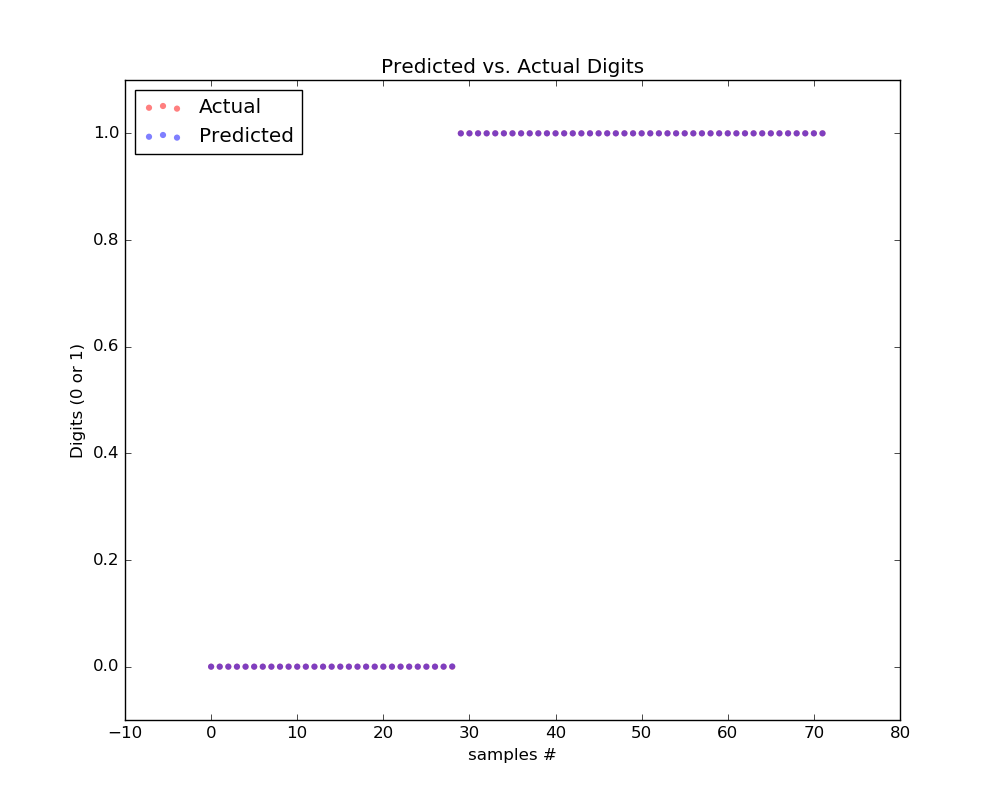 Predicted vs. Actual Digits
Actual
Predicted
1.0
0.8
0.6
0.4
0.2
0.0
Digits (0 or 1)
−10 0 10 20 30 40 50 60 70 80
samples #